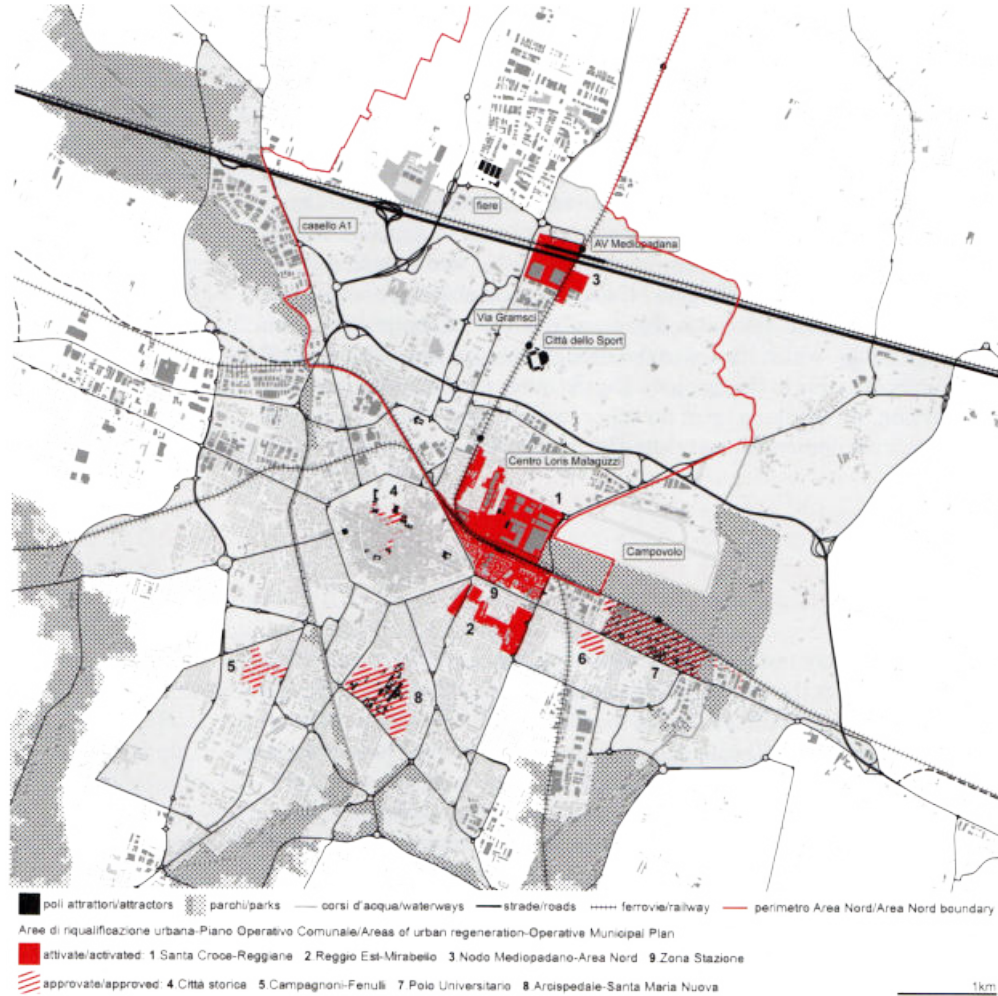 fiere
casello A1
AV Mediopadana
3
Via Gramsci
Città dello Sport
Centro Loris Malaguzzi
4
1
Campovolo
9
2
6
5
7
8
poli attrattori/attractors parchi/parks corsi d'acqua/waterways strade/roads ferrovie/railway perimetro Area Nord/Area Nord boundary
Aree di riqualificazione urbana-Piano Operativo Comunale/Areas of urban regeneration-Operative Municipal Plan
attivate/activated: 1 Santa Croce-Reggiane 2 Reggio Est-Mirabello 3 Nodo Mediopadano-Area Nord 9 Zona Stazione
approvate/approved: 4 Città storica 5 Campagnoni-Fenulli 7 Polo Universitario 8 Arcispedale-Santa Maria Nuova
1km